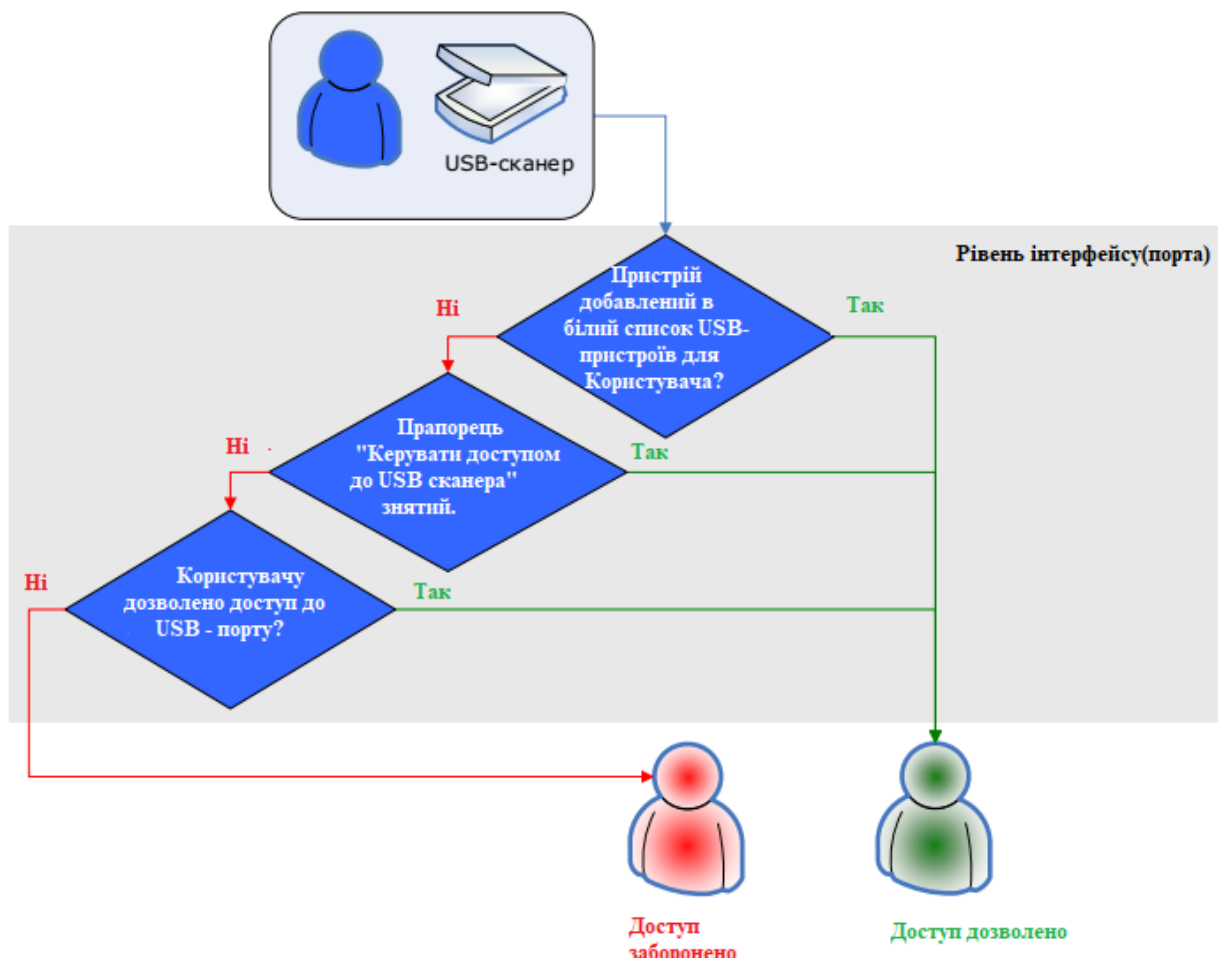 USB-сканер
Рівень інтерфейсу(порта)
Пристрій
добавлений в
білий список USB-
пристроїв для
Користувача?
Ні
Так
Прапорець
"Керувати доступом
до USB сканера"
знятий.
Ні
Так
Користувачу
дозволено доступ до
USB - порту?
Ні
Так
Доступ
заборонено
Доступ дозволено